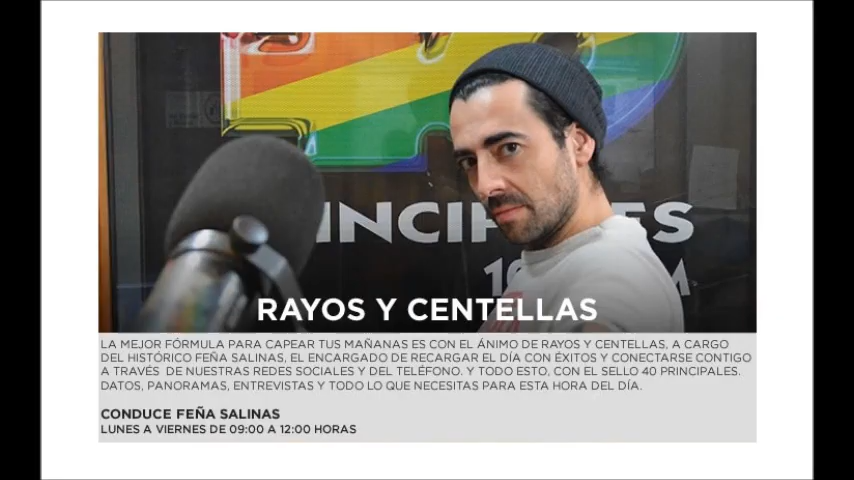 RAYOS Y CENTELLAS
LA MEJOR FÓRMULA PARA CAPEAR TUS MAÑANAS ES CON EL ÁNIMO DE RAYOS Y CENTELLAS, A CARGO
DEL HISTÓRICO FEÑA SALINAS, EL ENCARGADO DE RECARGAR EL DÍA CON ÉXITOS Y CONECTARSE CONTIGO
A TRAVÉS DE NUESTRAS REDES SOCIALES Y DEL TELÉFONO. Y TODO ESTO, CON EL SELLO 40 PRINCIPALES.
DATOS, PANORAMAS, ENTREVISTAS Y TODO LO QUE NECESITAS PARA ESTA HORA DEL DÍA.
CONDUCE FEÑA SALINAS
LUNES A VIERNES DE 09:00 A 12:00 HORAS